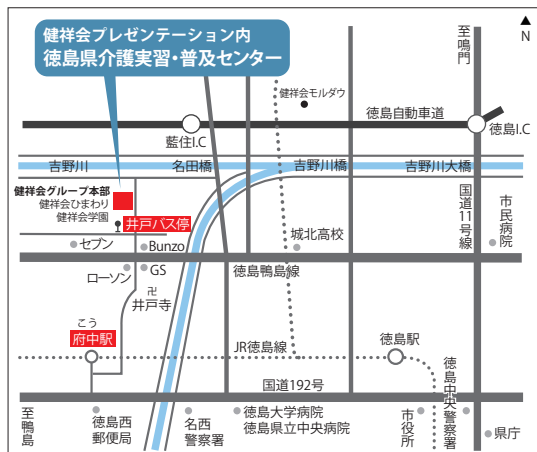 健祥会プレゼンテーション内
徳島県介護実習・普及センター
至鳴門
N
健祥会モルダウ
徳島自動車道
藍住I.C
徳島I.C
吉野川
名田橋
吉野川橋
吉野川大橋
健祥会グループ本部
健祥会ひまわり
健祥会学園
井戸バス停
国道11号線
市民病院
セブン
Bunzo
城北高校
徳島鴨島線
ローソン
GS
卍
井戸寺
こう
府中駅
JR徳島線
徳島駅
国道192号
至鴨島
徳島西
郵便局
名西
警察署
徳島大学病院
徳島県立中央病院
市役所
徳島中央警察署
県庁